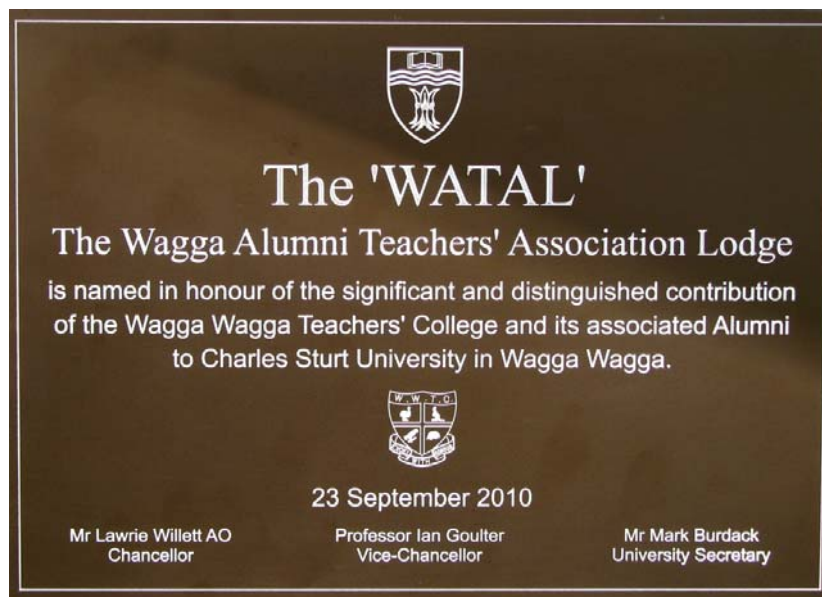 The 'WATAL'
The Wagga Alumni Teachers' Association Lodge
is named in honour of the significant and distinguished contribution
of the Wagga Wagga Teachers' College and its associated Alumni
to Charles Sturt University in Wagga Wagga.
W.W.T.C.
WITH
23 September 2010
Mr Lawrie Willett AO
Chancellor
Professor Ian Goulter
Vice-Chancellor
Mr Mark Burdack
University Secretary